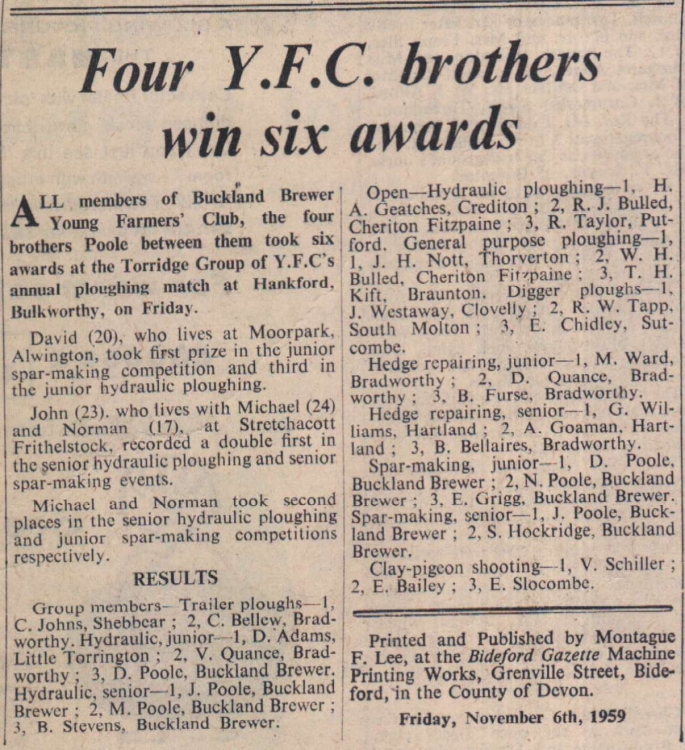 Four Y.F.C. brothers
win six awards
ALL members of Buckland Brewer
Young Farmers' Club, the four
brothers Poole between them took six
awards at the Torridge Group of Y.F.C's
annual ploughing match at Hankford,
Bulkworthy, on Friday.
David (20), who lives at Moorpark,
Alwington, took first prize in the junior
spar-making competition and third in
the junior hydraulic ploughing.
John (23). who lives with Michael (24)
and Norman (17), at Stretchacott
Frithelstock, recorded a double first in
the senior hydraulic ploughing and senior
spar-making events.
Michael and Norman took second
places in the senior hydraulic ploughing
and junior spar-making competitions
respectively.
RESULTS
Group members— Trailer ploughs—1,
C. Johns, Shebbear ; 2, C. Bellew, Brad-
worthy. Hydraulic, junior—1, D. Adams,
Little Torrington ; 2, V. Quance, Brad-
worthy ; 3, D. Poole, Buckland Brewer.
Hydraulic, senior—1, J. Poole, Buckland
Brewer ; 2, M. Poole, Buckland Brewer ;
3, B. Stevens, Buckland Brewer.
Open—Hydraulic ploughing—1, H.
A. Geatches, Crediton ; 2, R. J. Bulled,
Cheriton Fitzpaine ; 3, R. Taylor, Put-
ford. General purpose ploughing—1,
1, J. H. Nott, Thorverton ; 2, W. H.
Bulled, Cheriton Fitzpaine : 3, T. H.
Kift, Braunton. Digger ploughs—1,
J. Westaway, Clovelly ; 2, R. W. Tapp,
South Molton ; 3, E. Chidley, Sut-
combe.
Hedge repairing, junior—1, M. Ward,
Bradworthy ; 2, D. Quance, Brad-
worthy ; 3, B. Furse, Bradworthy.
Hedge repairing, senior—1, G. Wil-
liams, Hartland ; 2, A. Goaman, Hart-
land ; 3, B. Bellaires, Bradworthy.
Spar-making, junior—1, D. Poole,
Buckland Brewer ; 2, N. Poole, Buckland
Brewer ; 3, E. Grigg, Buckland Brewer.
Spar-making, senior—1, J. Poole, Buck-
land Brewer ; 2, S. Hockridge, Buckland
Brewer.
Clay-pigeon shooting—1, V. Schiller ;
2, E. Bailey ; 3, E. Slocombe.
Printed and Published by Montague
F. Lee, at the Bideford Gazette Machine
Printing Works, Grenville Street, Bide-
ford, in the County of Devon.
Friday, November 6th, 1959